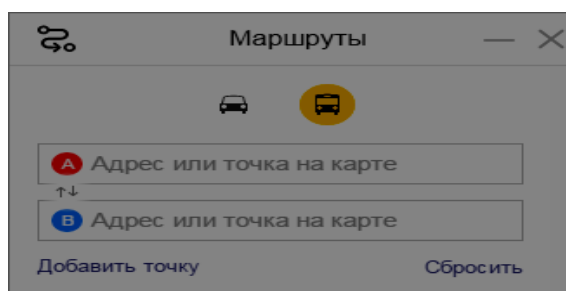 Маршруты
A Адрес или точка на карте
B Адрес или точка на карте
Добавить точку Сбросить